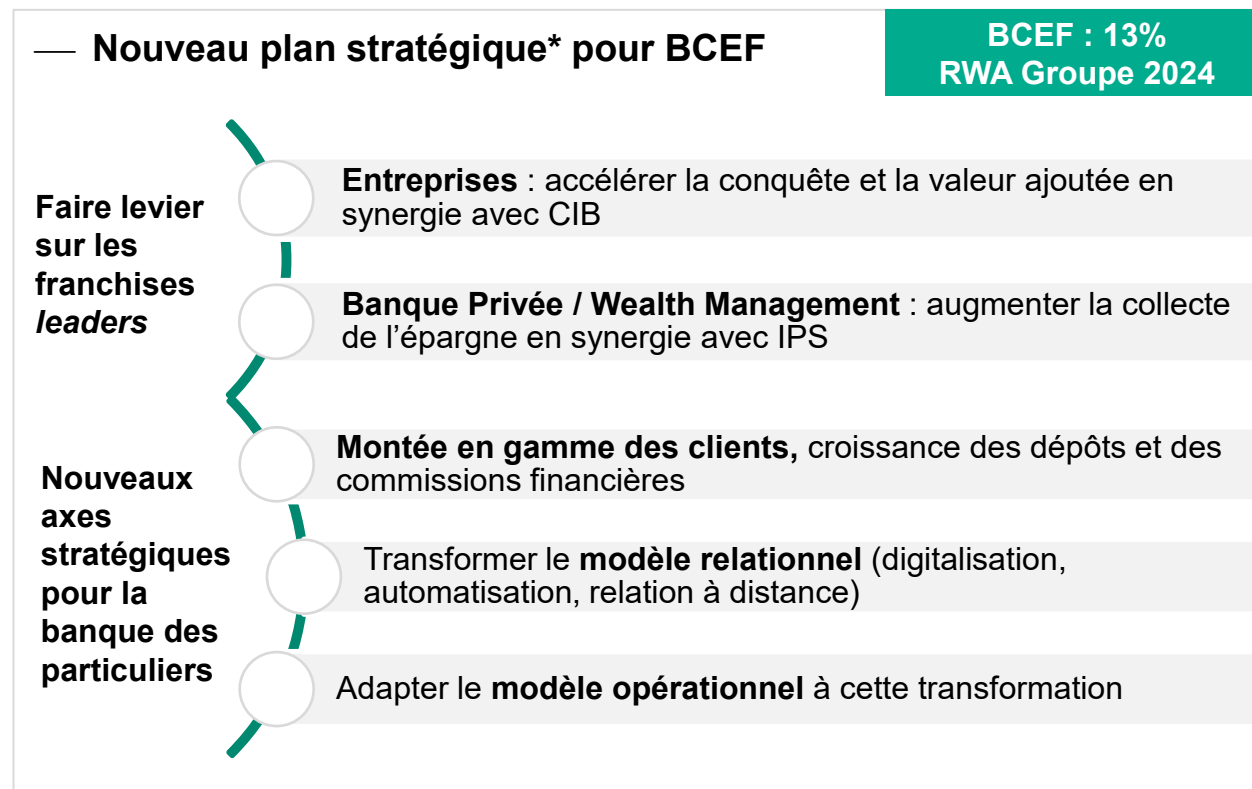 — Nouveau plan stratégique* pour BCEF
BCEF : 13%
RWA Groupe 2024
Faire levier
sur les
franchises
leaders
Entreprises : accélérer la conquête et la valeur ajoutée en
synergie avec CIB
Banque Privée / Wealth Management : augmenter la collecte
de l’épargne en synergie avec IPS
Nouveaux
axes
stratégiques
pour la
banque des
particuliers
Montée en gamme des clients, croissance des dépôts et des
commissions financières
Transformer le modèle relationnel (digitalisation,
automatisation, relation à distance)
Adapter le modèle opérationnel à cette transformation